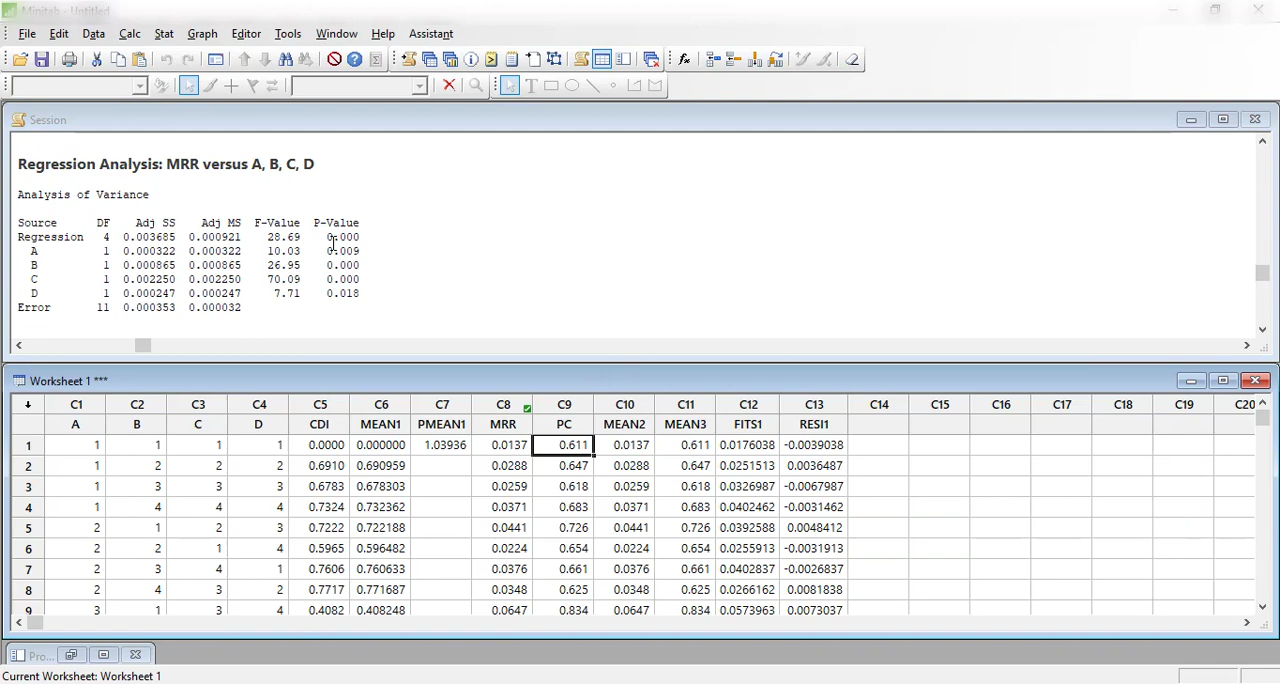 Minitab - Untitled
File Edit Data Calc Stat Graph Editor Tools Window Help Assistant
Session
Regression Analysis: MRR versus A, B, C, D
Analysis of Variance
Source DF Adj SS Adj MS F-Value P-Value
Regression 4 0.003685 0.000921 28.69 0.000
A 1 0.000322 0.000322 10.03 0.009
B 1 0.000865 0.000865 26.95 0.000
C 1 0.002250 0.002250 70.09 0.000
D 1 0.000247 0.000247 7.71 0.018
Error 11 0.000353 0.000032
Worksheet 1 ***
C1 C2 C3 C4 C5 C6 C7 C8 C9 C10 C11 C12 C13 C14 C15 C16 C17 C18 C19 C20
A B C D CDI MEAN1 PMEAN1 MRR PC MEAN2 MEAN3 FITS1 RESI1
1 1 1 1 1 0.0000 0.000000 1.03936 0.0137 0.611 0.0137 0.611 0.0176038 -0.0039038
2 1 2 2 2 0.6910 0.690959 0.0288 0.647 0.0288 0.647 0.0251513 0.0036487
3 1 3 3 3 0.6783 0.678303 0.0259 0.618 0.0259 0.618 0.0326987 -0.0067987
4 1 4 4 4 0.7324 0.732362 0.0371 0.683 0.0371 0.683 0.0402462 -0.0031462
5 2 1 2 3 0.7222 0.722188 0.0441 0.726 0.0441 0.726 0.0392588 0.0048412
6 2 2 1 4 0.5965 0.596482 0.0224 0.654 0.0224 0.654 0.0255913 -0.0031913
7 2 3 4 1 0.7606 0.760633 0.0376 0.661 0.0376 0.661 0.0402837 -0.0026837
8 2 4 3 2 0.7717 0.771687 0.0348 0.625 0.0348 0.625 0.0266162 0.0081838
9 3 1 3 4 0.4082 0.408248 0.0647 0.834 0.0647 0.834 0.0573963 0.0073037
Pro...
Current Worksheet: Worksheet 1